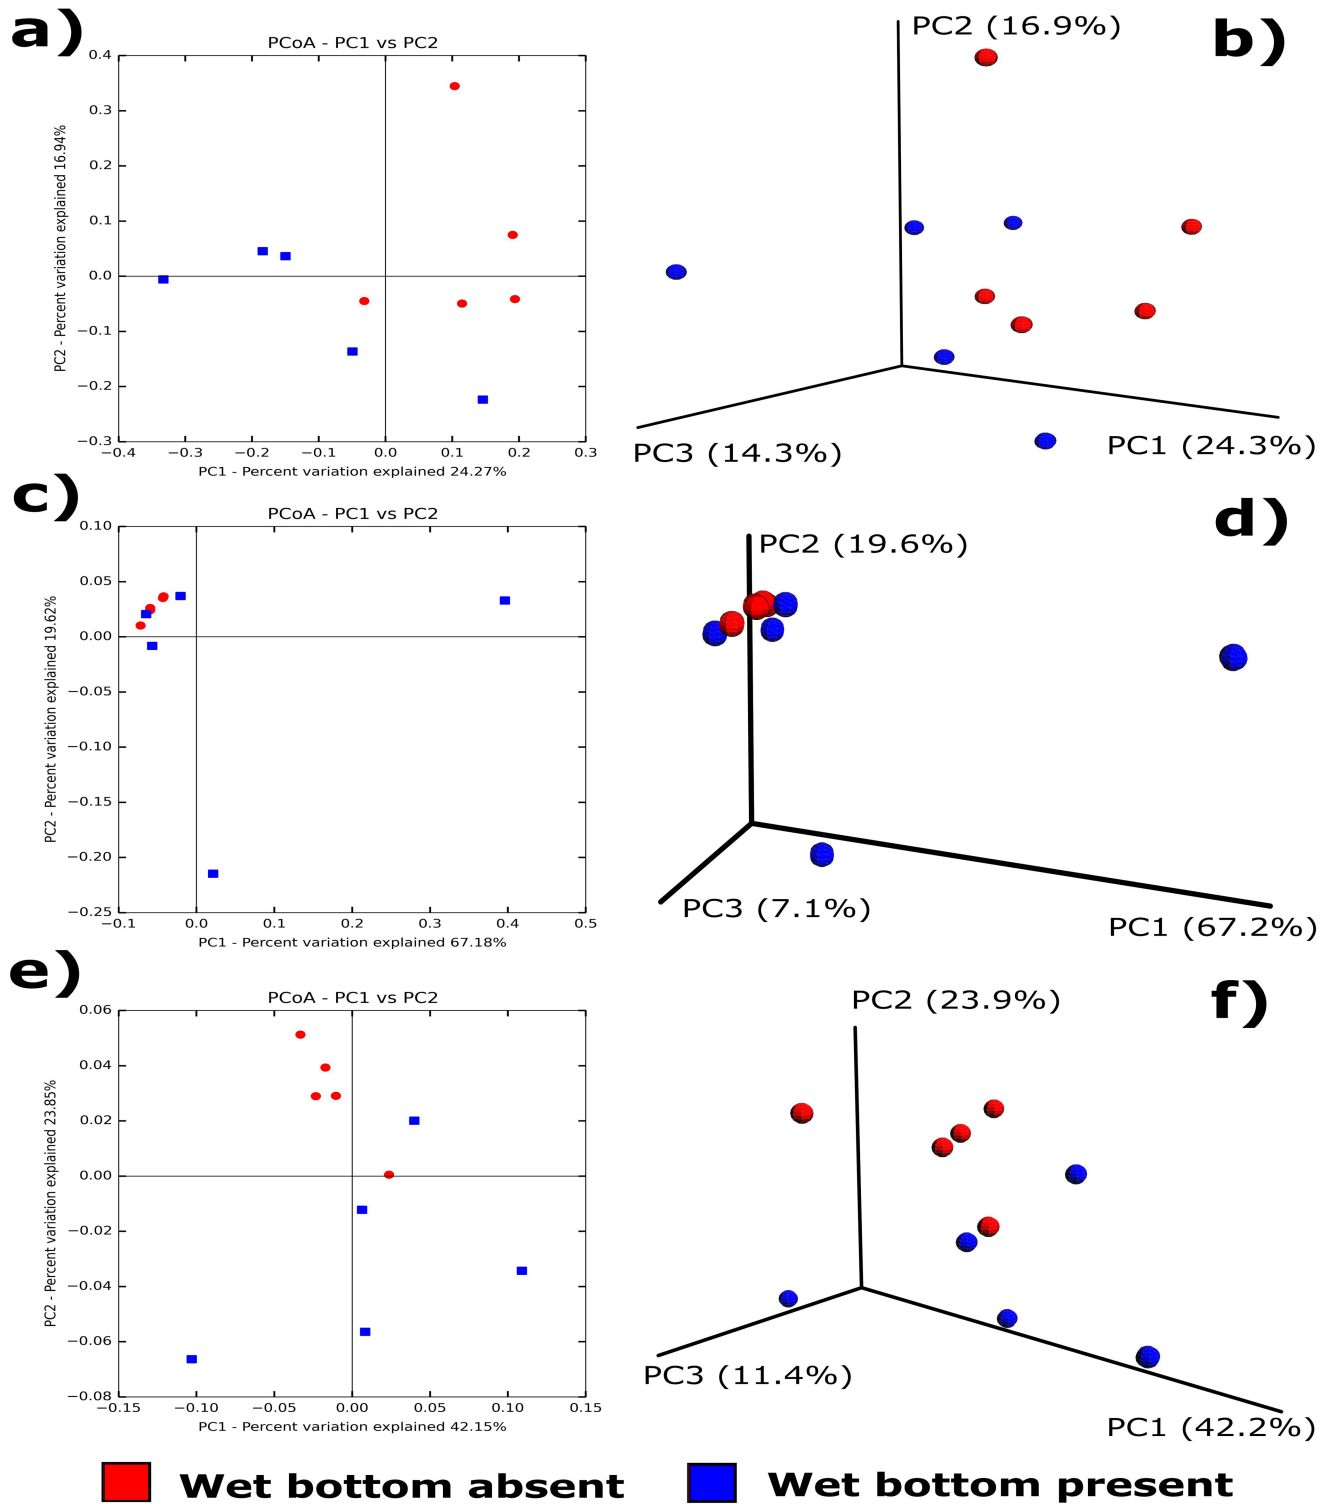 a)
PCoA - PC1 vs PC2
PC2 - Percent variation explained 16.94%
0.4
0.3
0.2
0.1
0.0
−0.1
−0.2
−0.3
−0.4 −0.3 −0.2 −0.1 0.0 0.1 0.2 0.3
PC1 - Percent variation explained 24.27%
b)
PC2 (16.9%)
PC3 (14.3%)
PC1 (24.3%)
c)
PCoA - PC1 vs PC2
PC2 - Percent variation explained 19.62%
0.10
0.05
0.00
−0.05
−0.10
−0.15
−0.20
−0.25
−0.1 0.0 0.1 0.2 0.3 0.4 0.5
PC1 - Percent variation explained 67.18%
d)
PC2 (19.6%)
PC3 (7.1%)
PC1 (67.2%)
e)
PCoA - PC1 vs PC2
PC2 - Percent variation explained 23.85%
0.06
0.04
0.02
0.00
−0.02
−0.04
−0.06
−0.08
−0.15 −0.10 −0.05 0.00 0.05 0.10 0.15
PC1 - Percent variation explained 42.15%
f)
PC2 (23.9%)
PC3 (11.4%)
PC1 (42.2%)
Wet bottom absent
Wet bottom present